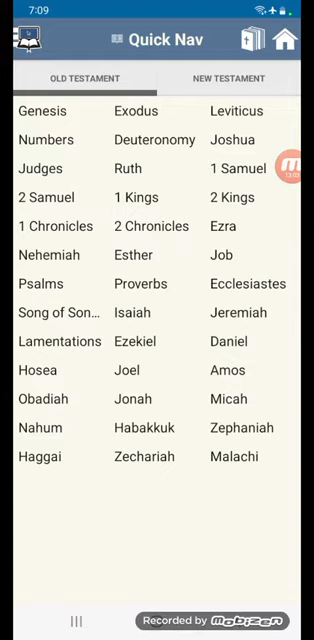 7:09
Quick Nav
OLD TESTAMENT NEW TESTAMENT
Genesis Exodus Leviticus
Numbers Deuteronomy Joshua
Judges Ruth 1 Samuel
2 Samuel 1 Kings 2 Kings
1 Chronicles 2 Chronicles Ezra
Nehemiah Esther Job
Psalms Proverbs Ecclesiastes
Song of Son... Isaiah Jeremiah
Lamentations Ezekiel Daniel
Hosea Joel Amos
Obadiah Jonah Micah
Nahum Habakkuk Zephaniah
Haggai Zechariah Malachi
Recorded by mobizen